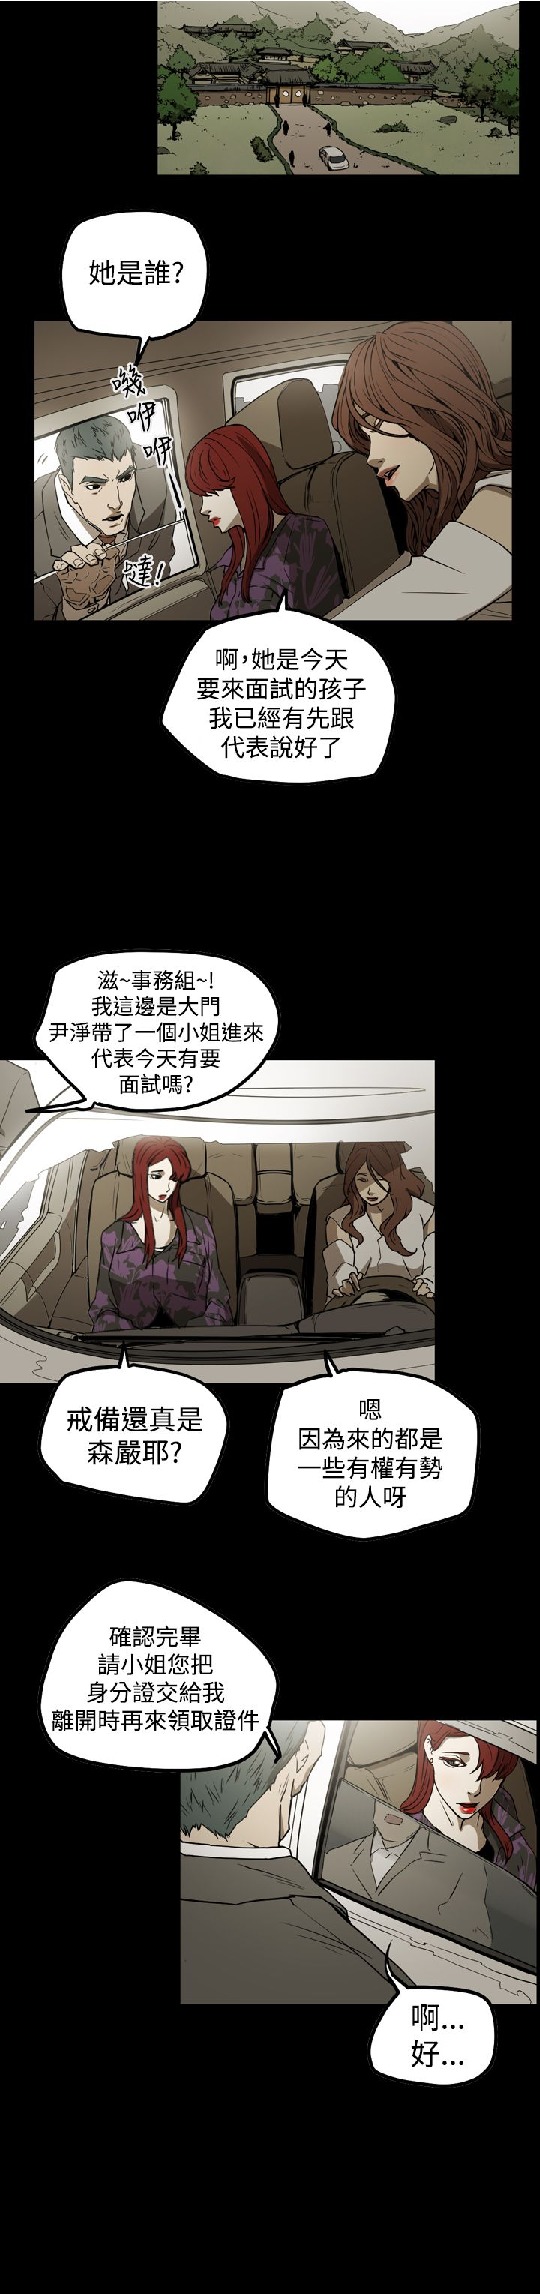 她是誰?
嘰
咿
咿
噠!
啊,她是今天
要來面試的孩子
我已經有先跟
代表說好了
滋~事務組~!
我這邊是大門
尹淨帶了一個小姐進來
代表今天有要
面試嗎?
戒備還真是
森嚴耶?
嗯
因為來的都是
一些有權有勢
的人呀
確認完畢
請小姐您把
身分證交給我
離開時再來領取證件
啊...
好...